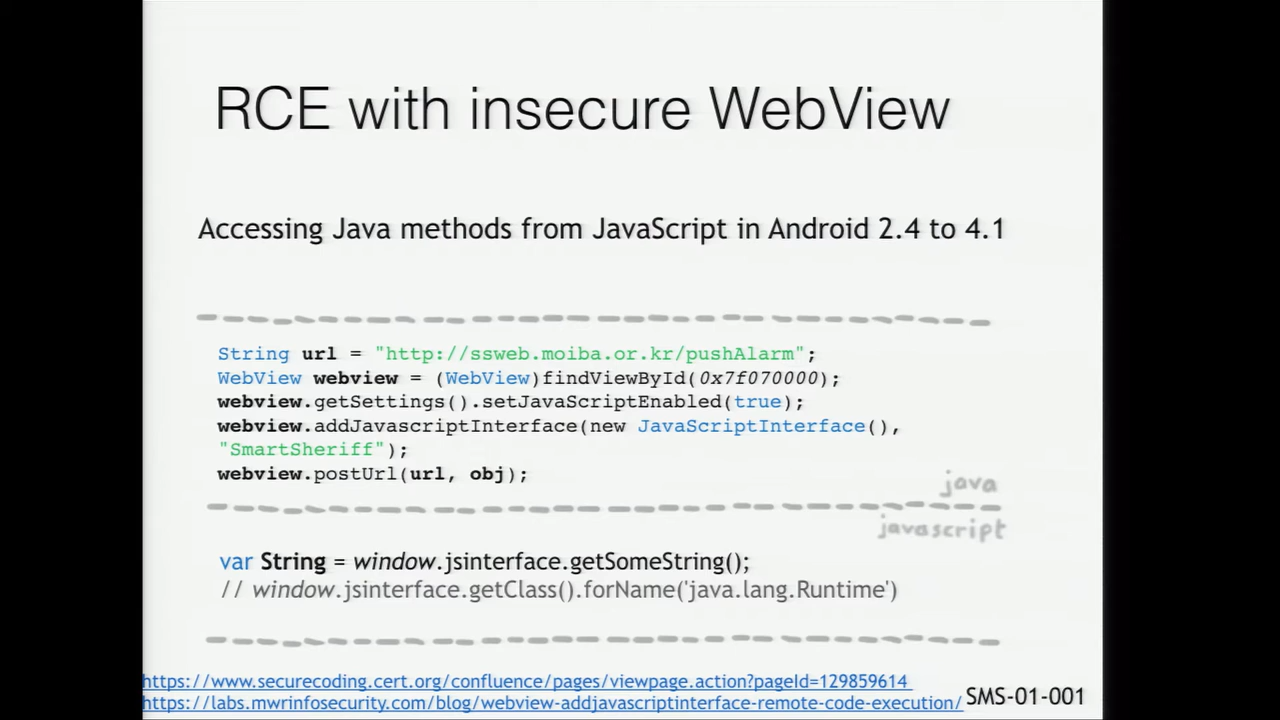 RCE with insecure WebView
Accessing Java methods from JavaScript in Android 2.4 to 4.1
String url = "http://ssweb.moiba.or.kr/pushAlarm";
WebView webview = (WebView)findViewById(0x7f070000);
webview.getSettings().setJavaScriptEnabled(true);
webview.addJavascriptInterface(new JavaScriptInterface(),
"SmartSheriff");
webview.postUrl(url, obj);
java
javascript
var String = window.jsinterface.getSomeString();
// window.jsinterface.getClass().forName('java.lang.Runtime')
https://www.securecoding.cert.org/confluence/pages/viewpage.action?pageId=129859614
https://labs.mwrinfosecurity.com/blog/webview-addjavascriptinterface-remote-code-execution/
SMS-01-001